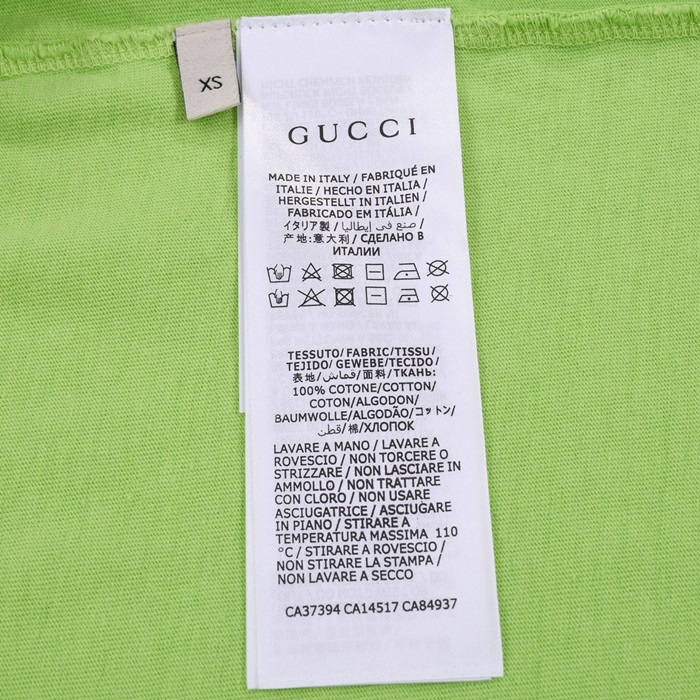 XS
GUCCI
MADE IN ITALY / FABRIQUÉ EN
ITALIE / HECHO EN ITALIA /
HERGESTELLT IN ITALIEN /
FABRICADO EM ITÁLIA /
イタリア製 / صنع في إيطاليا /
产地:意大利 / СДЕЛАНО В
ИТАЛИИ
TESSUTO/FABRIC/TISSU/
TEJIDO/GEWEBE/TECIDO/
表地/قماش/面料/ТКАНЬ:
100% COTONE/COTTON/
COTON/ALGODON/
BAUMWOLLE/ALGODÃO/コットン/
قطن/棉/ХЛОПОК
LAVARE A MANO / LAVARE A
ROVESCIO / NON TORCERE O
STRIZZARE / NON LASCIARE IN
AMMOLLO / NON TRATTARE
CON CLORO / NON USARE
ASCIUGATRICE / ASCIUGARE
IN PIANO / STIRARE A
TEMPERATURA MASSIMA 110
°C / STIRARE A ROVESCIO /
NON STIRARE LA STAMPA /
NON LAVARE A SECCO
CA37394 CA14517 CA84937